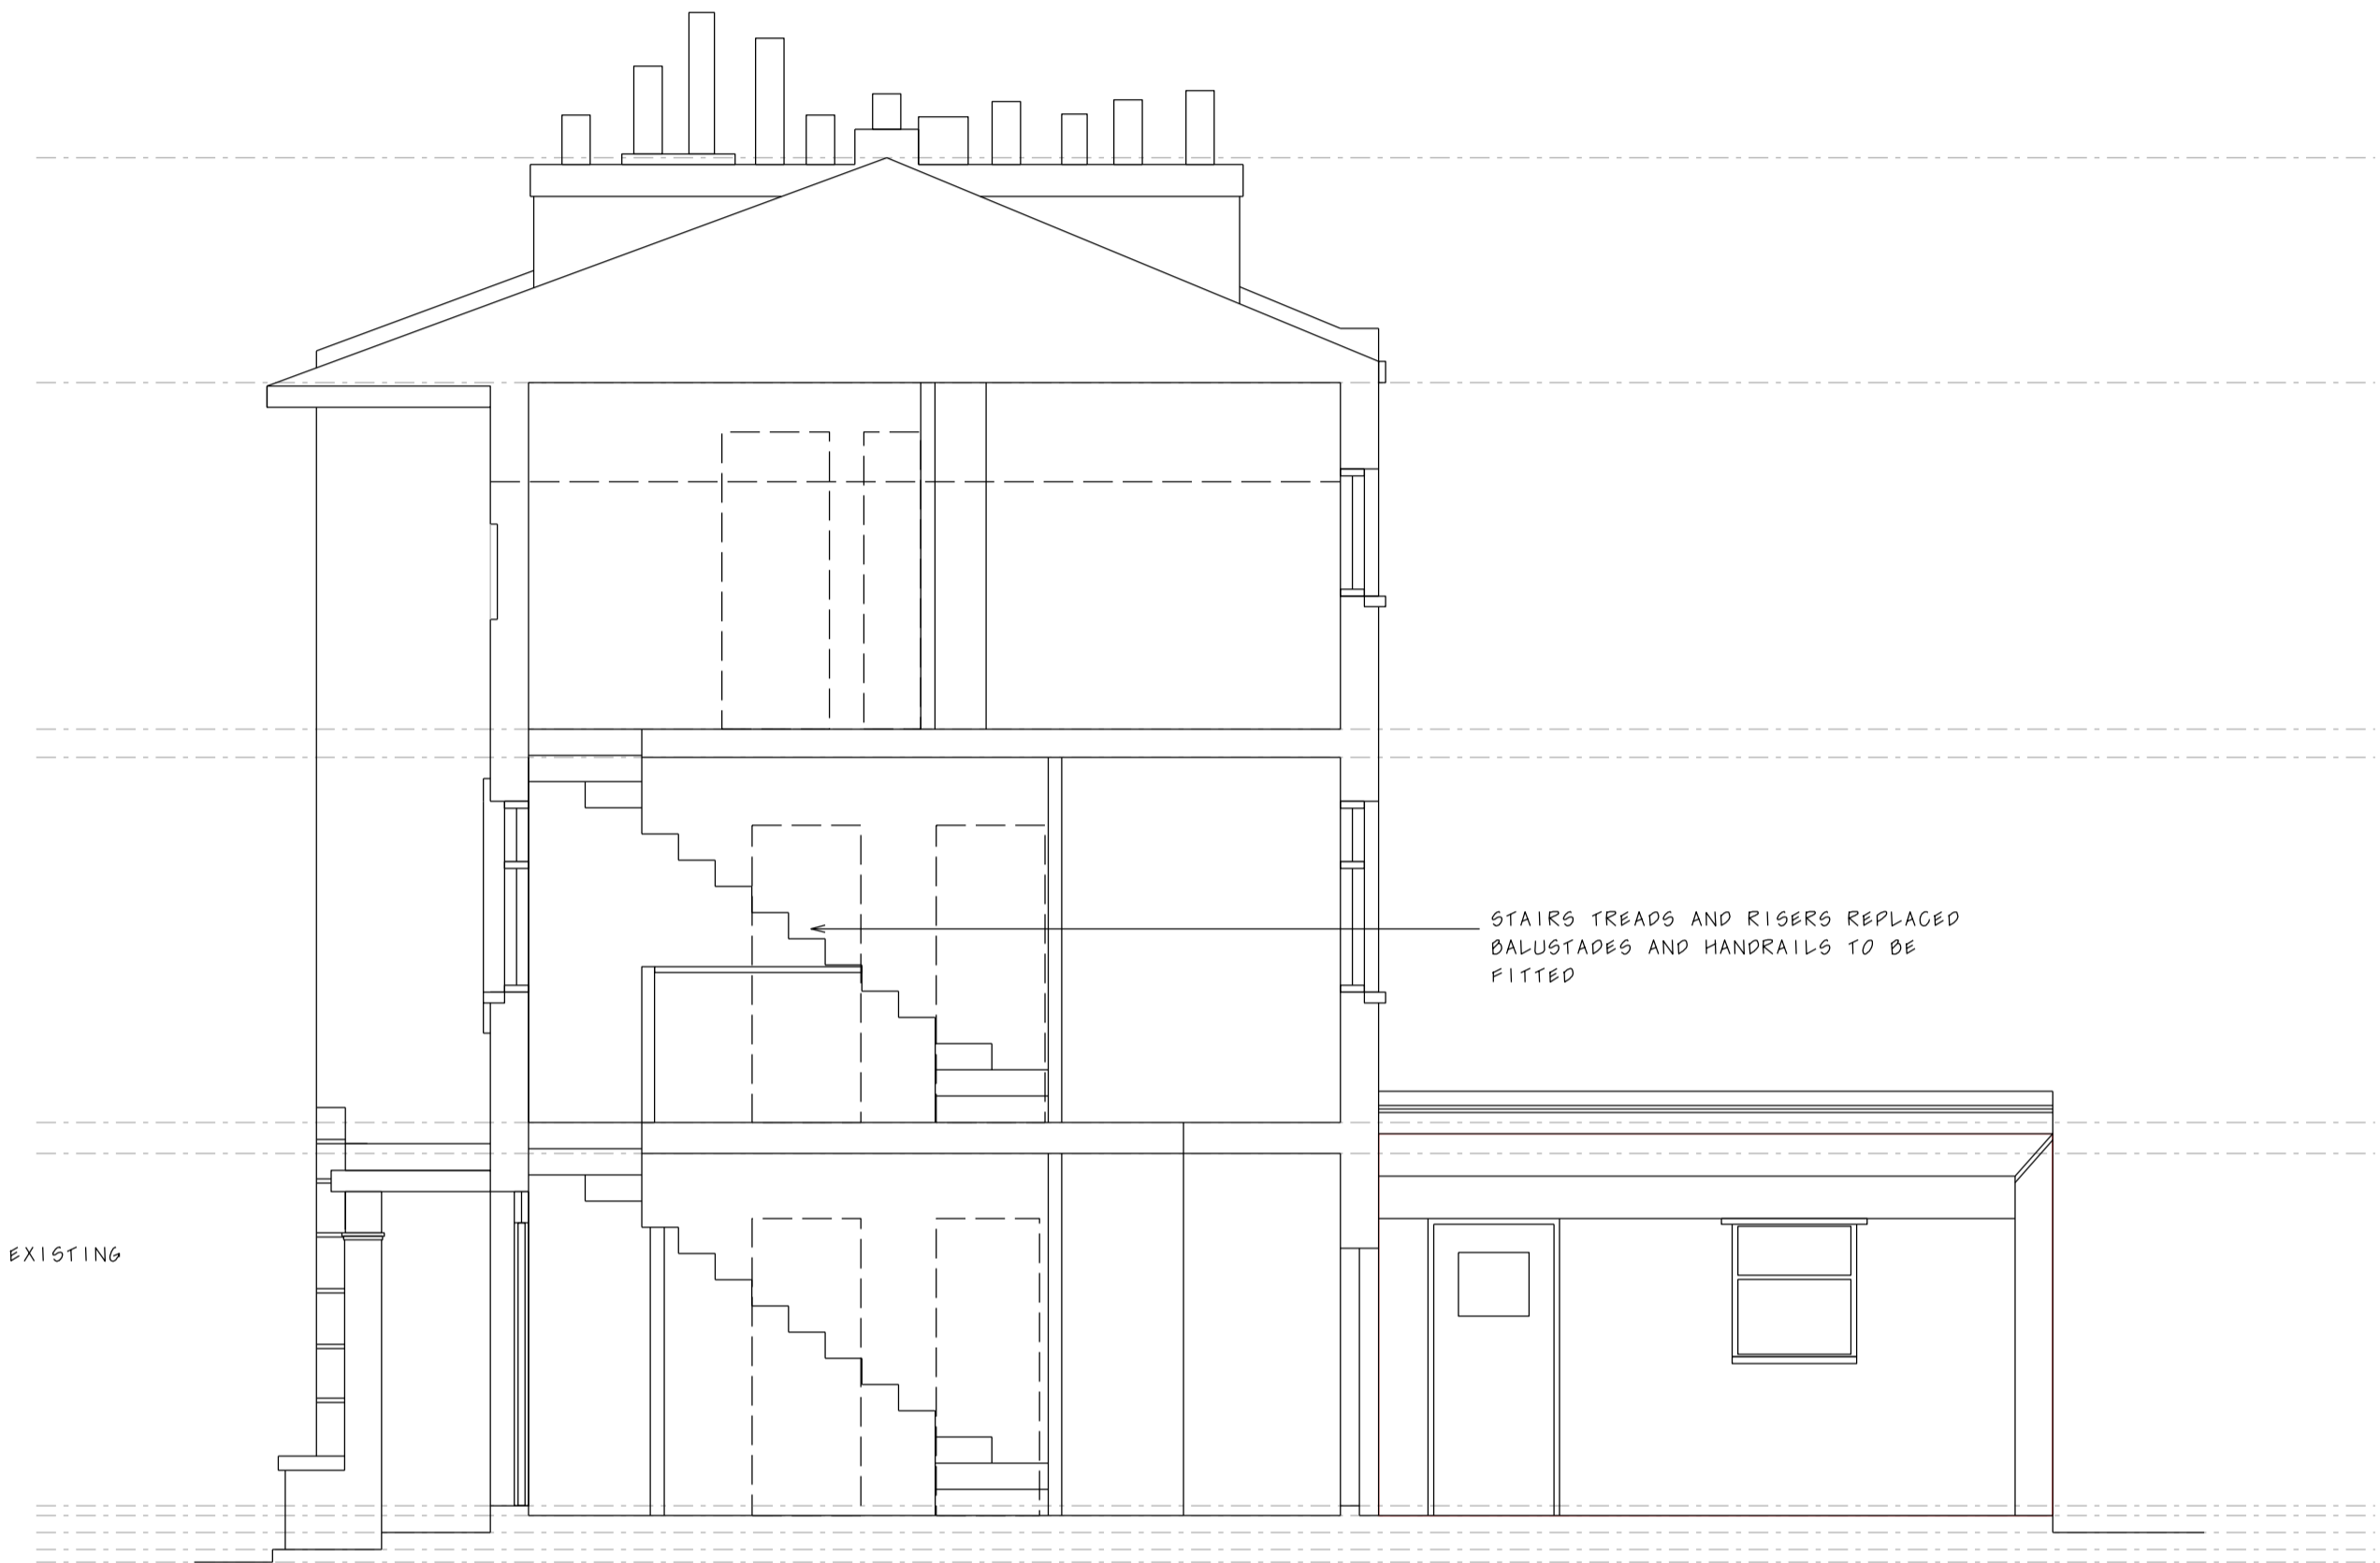 STAIRS TREADS AND RISERS REPLACED
BALUSTADES AND HANDRAILS TO BE
FITTED
EXISTING